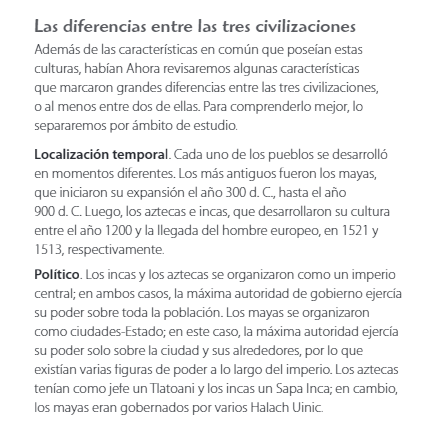 Las diferencias entre las tres civilizaciones
Además de las características en común que poseían estas
culturas, habían Ahora revisaremos algunas características
que marcaron grandes diferencias entre las tres civilizaciones,
o al menos entre dos de ellas. Para comprenderlo mejor, lo
separaremos por ámbito de estudio.
Localización temporal. Cada uno de los pueblos se desarrolló
en momentos diferentes. Los más antiguos fueron los mayas,
que iniciaron su expansión el año 300 d. C., hasta el año
900 d. C. Luego, los aztecas e incas, que desarrollaron su cultura
entre el año 1200 y la llegada del hombre europeo, en 1521 y
1513, respectivamente.
Político. Los incas y los aztecas se organizaron como un imperio
central; en ambos casos, la máxima autoridad de gobierno ejercía
su poder sobre toda la población. Los mayas se organizaron
como ciudades-Estado; en este caso, la máxima autoridad ejercía
su poder solo sobre la ciudad y sus alrededores, por lo que
existían varias figuras de poder a lo largo del imperio. Los aztecas
tenían como jefe un Tlatoani y los incas un Sapa Inca; en cambio,
los mayas eran gobernados por varios Halach Uinic.